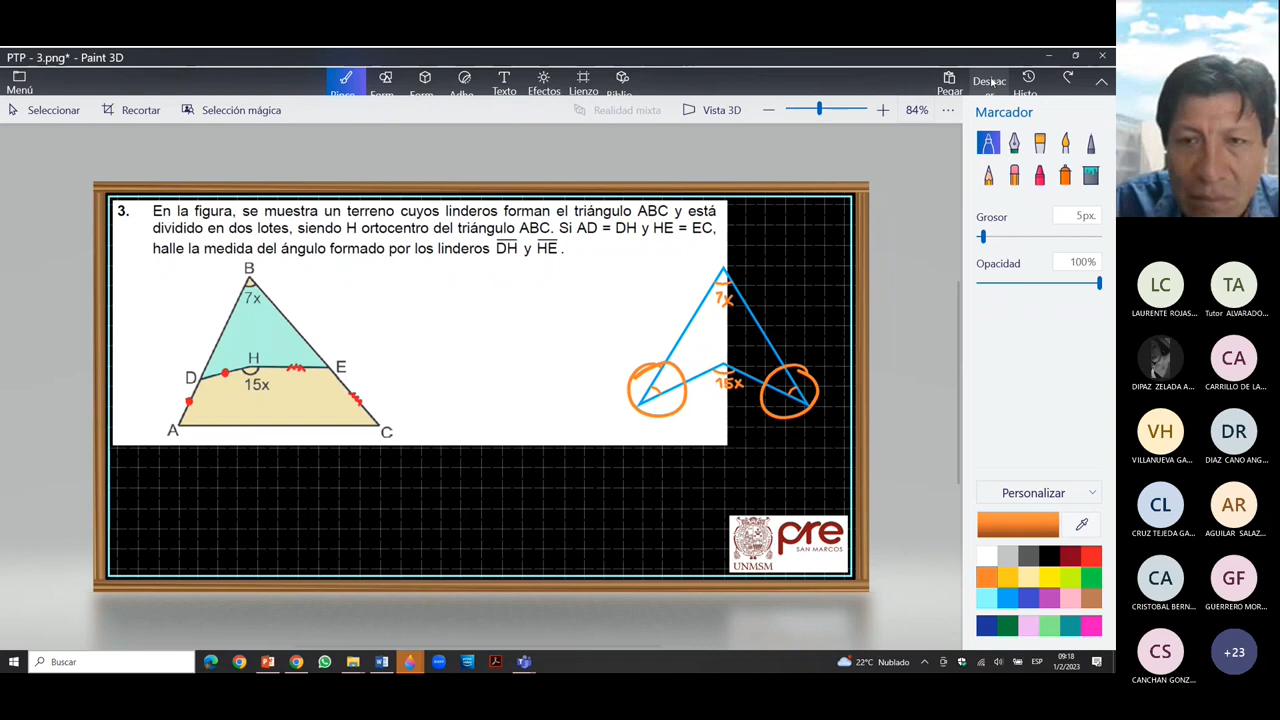 PTP - 3.png* - Paint 3D
Menú
Texto
Efectos
Lienzo
Pegar
Seleccionar
Recortar
Selección mágica
Realidad mixta
Vista 3D
84%
Marcador
Grosor
5px.
Opacidad
100%
Personalizar
3. En la figura, se muestra un terreno cuyos linderos forman el triángulo ABC y está
dividido en dos lotes, siendo H ortocentro del triángulo ABC. Si AD = DH y HE = EC,
halle la medida del ángulo formado por los linderos DH y HE .
B
7x
H
D
E
15x
A
C
7x
15x
pre
SAN MARCOS
UNMSM
LC
LAURENTE ROJAS...
TA
Tutor ALVARADO...
DIPAZ ZELADA A...
CA
CARRILLO DE LA...
VH
VILLANUEVA GA...
DR
DIAZ CANO ANG...
CL
CRUZ TEJEDA GA...
AR
AGUILAR SALAZ...
CA
CRISTOBAL BERN...
GF
GUERRERO MOR...
CS
CANCHAN GONZ...
+23
Buscar
22°C Nublado
ESP
09:18
1/2/2023